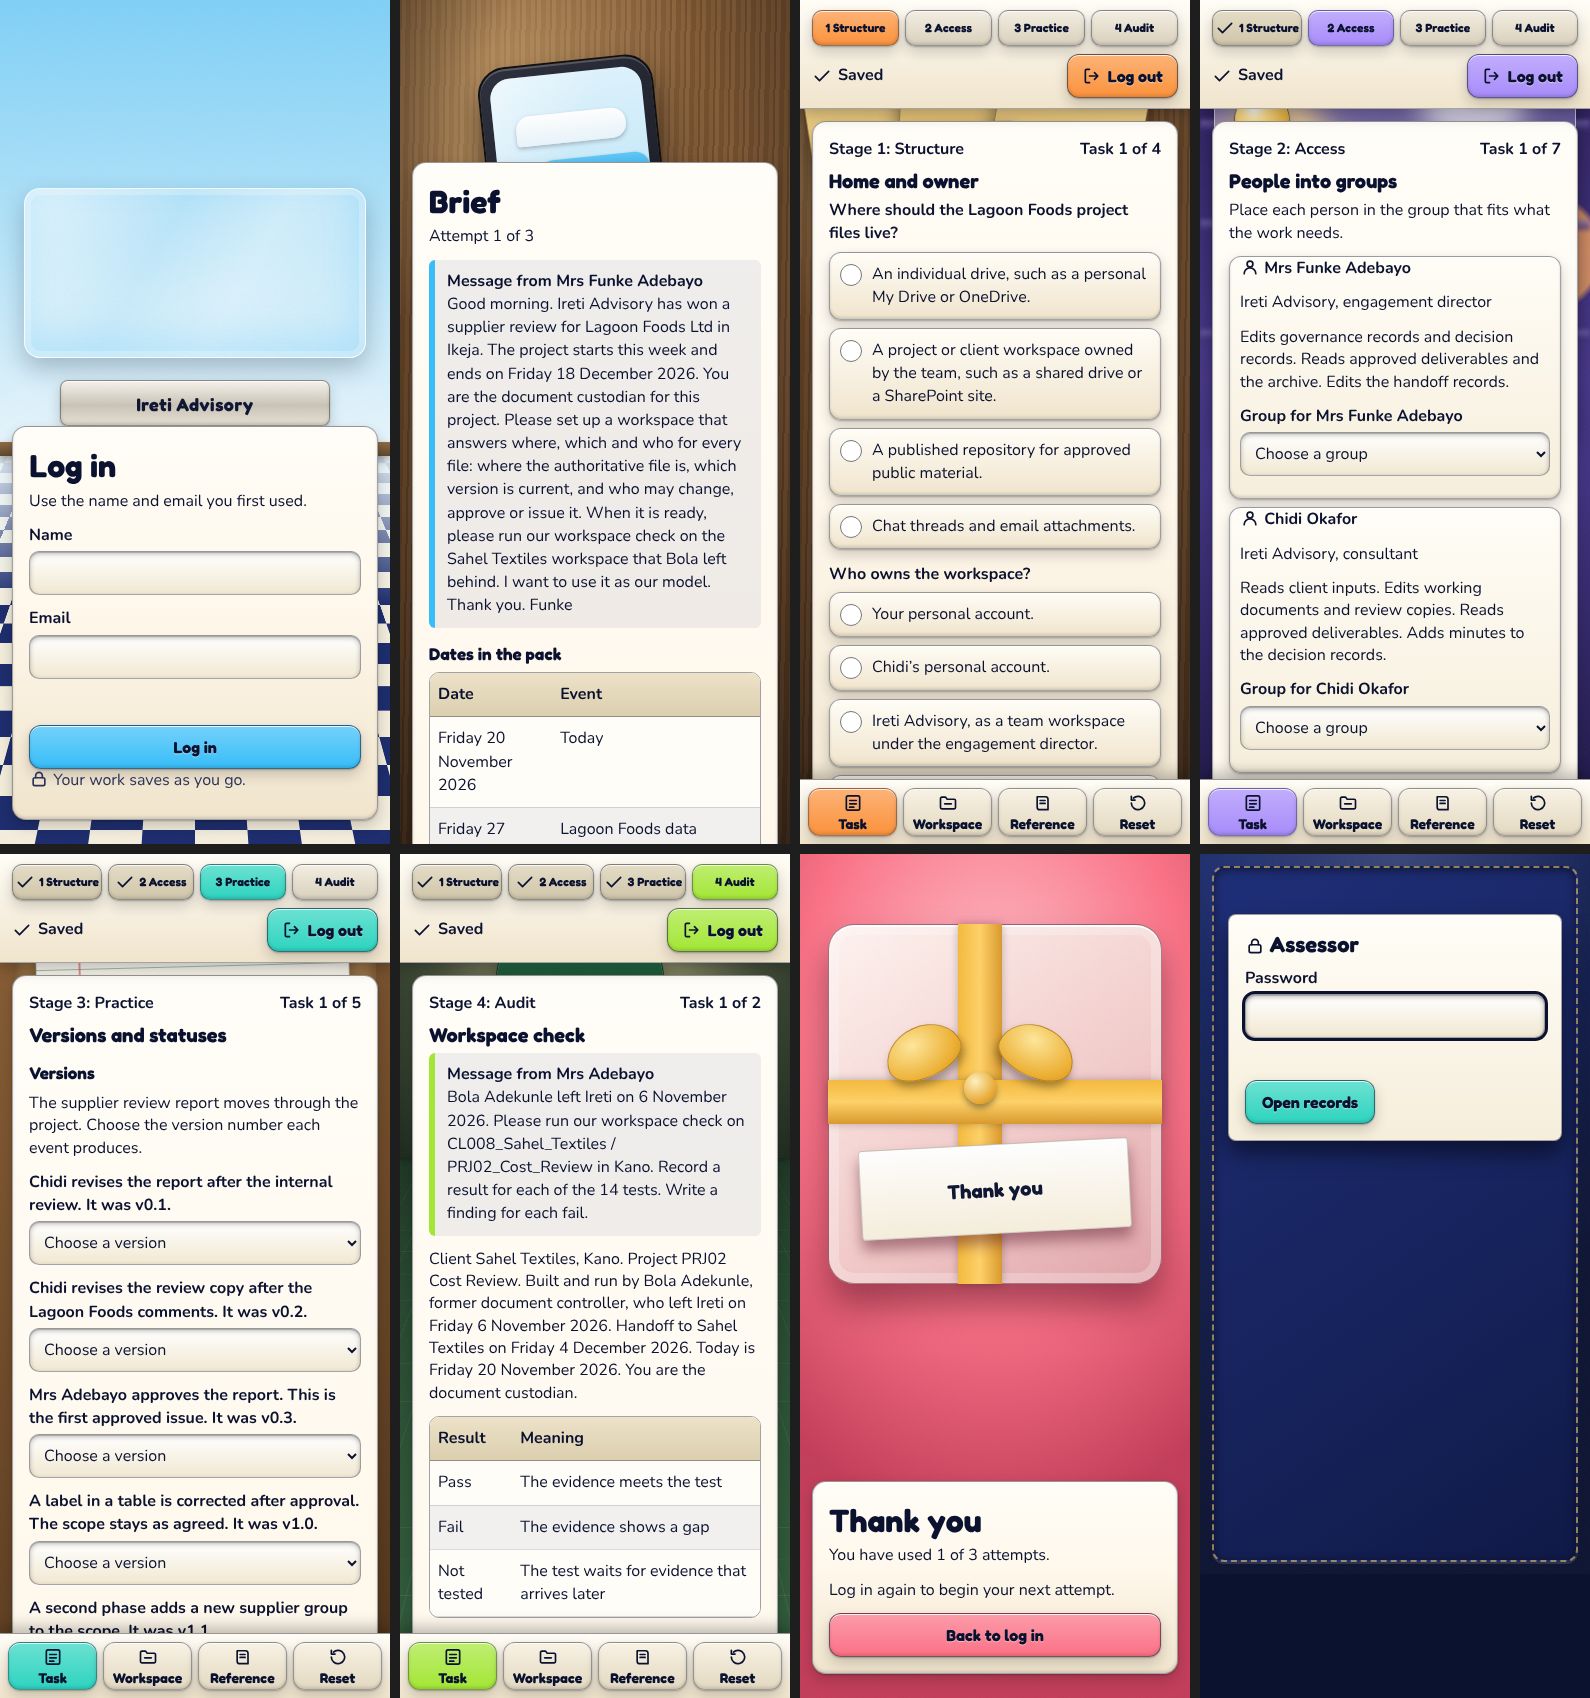 Ireti Advisory
Log in
Use the name and email you first used.
Name
Email
Log in
Your work saves as you go.
Brief
Attempt 1 of 3
Message from Mrs Funke Adebayo
Good morning. Ireti Advisory has won a
supplier review for Lagoon Foods Ltd in
Ikeja. The project starts this week and
ends on Friday 18 December 2026. You
are the document custodian for this
project. Please set up a workspace that
answers where, which and who for every
file: where the authoritative file is, which
version is current, and who may change,
approve or issue it. When it is ready,
please run our workspace check on the
Sahel Textiles workspace that Bola left
behind. I want to use it as our model.
Thank you. Funke
Dates in the pack
Date Event
Friday 20 Today
November
2026
Friday 27 Lagoon Foods data
1 Structure 2 Access 3 Practice 4 Audit
Saved Log out
Stage 1: Structure Task 1 of 4
Home and owner
Where should the Lagoon Foods project
files live?
An individual drive, such as a personal
My Drive or OneDrive.
A project or client workspace owned
by the team, such as a shared drive or
a SharePoint site.
A published repository for approved
public material.
Chat threads and email attachments.
Who owns the workspace?
Your personal account.
Chidi's personal account.
Ireti Advisory, as a team workspace
under the engagement director.
Task Workspace Reference Reset
1 Structure 2 Access 3 Practice 4 Audit
Saved Log out
Stage 2: Access Task 1 of 7
People into groups
Place each person in the group that fits what
the work needs.
Mrs Funke Adebayo
Ireti Advisory, engagement director
Edits governance records and decision
records. Reads approved deliverables and
the archive. Edits the handoff records.
Group for Mrs Funke Adebayo
Choose a group
Chidi Okafor
Ireti Advisory, consultant
Reads client inputs. Edits working
documents and review copies. Reads
approved deliverables. Adds minutes to
the decision records.
Group for Chidi Okafor
Choose a group
Task Workspace Reference Reset
1 Structure 2 Access 3 Practice 4 Audit
Saved Log out
Stage 3: Practice Task 1 of 5
Versions and statuses
Versions
The supplier review report moves through the
project. Choose the version number each
event produces.
Chidi revises the report after the internal
review. It was v0.1.
Choose a version
Chidi revises the review copy after the
Lagoon Foods comments. It was v0.2.
Choose a version
Mrs Adebayo approves the report. This is
the first approved issue. It was v0.3.
Choose a version
A label in a table is corrected after approval.
The scope stays as agreed. It was v1.0.
Choose a version
A second phase adds a new supplier group
to the scope. It was v1.1.
Task Workspace Reference Reset
1 Structure 2 Access 3 Practice 4 Audit
Saved Log out
Stage 4: Audit Task 1 of 2
Workspace check
Message from Mrs Adebayo
Bola Adekunle left Ireti on 6 November
2026. Please run our workspace check on
CL008_Sahel_Textiles /
PRJ02_Cost_Review in Kano. Record a
result for each of the 14 tests. Write a
finding for each fail.
Client Sahel Textiles, Kano. Project PRJ02
Cost Review. Built and run by Bola Adekunle,
former document controller, who left Ireti on
Friday 6 November 2026. Handoff to Sahel
Textiles on Friday 4 December 2026. Today is
Friday 20 November 2026. You are the
document custodian.
Result Meaning
Pass The evidence meets the test
Fail The evidence shows a gap
Not The test waits for evidence that
tested arrives later
Task Workspace Reference Reset
Thank you
Thank you
You have used 1 of 3 attempts.
Log in again to begin your next attempt.
Back to log in
Assessor
Password
Open records